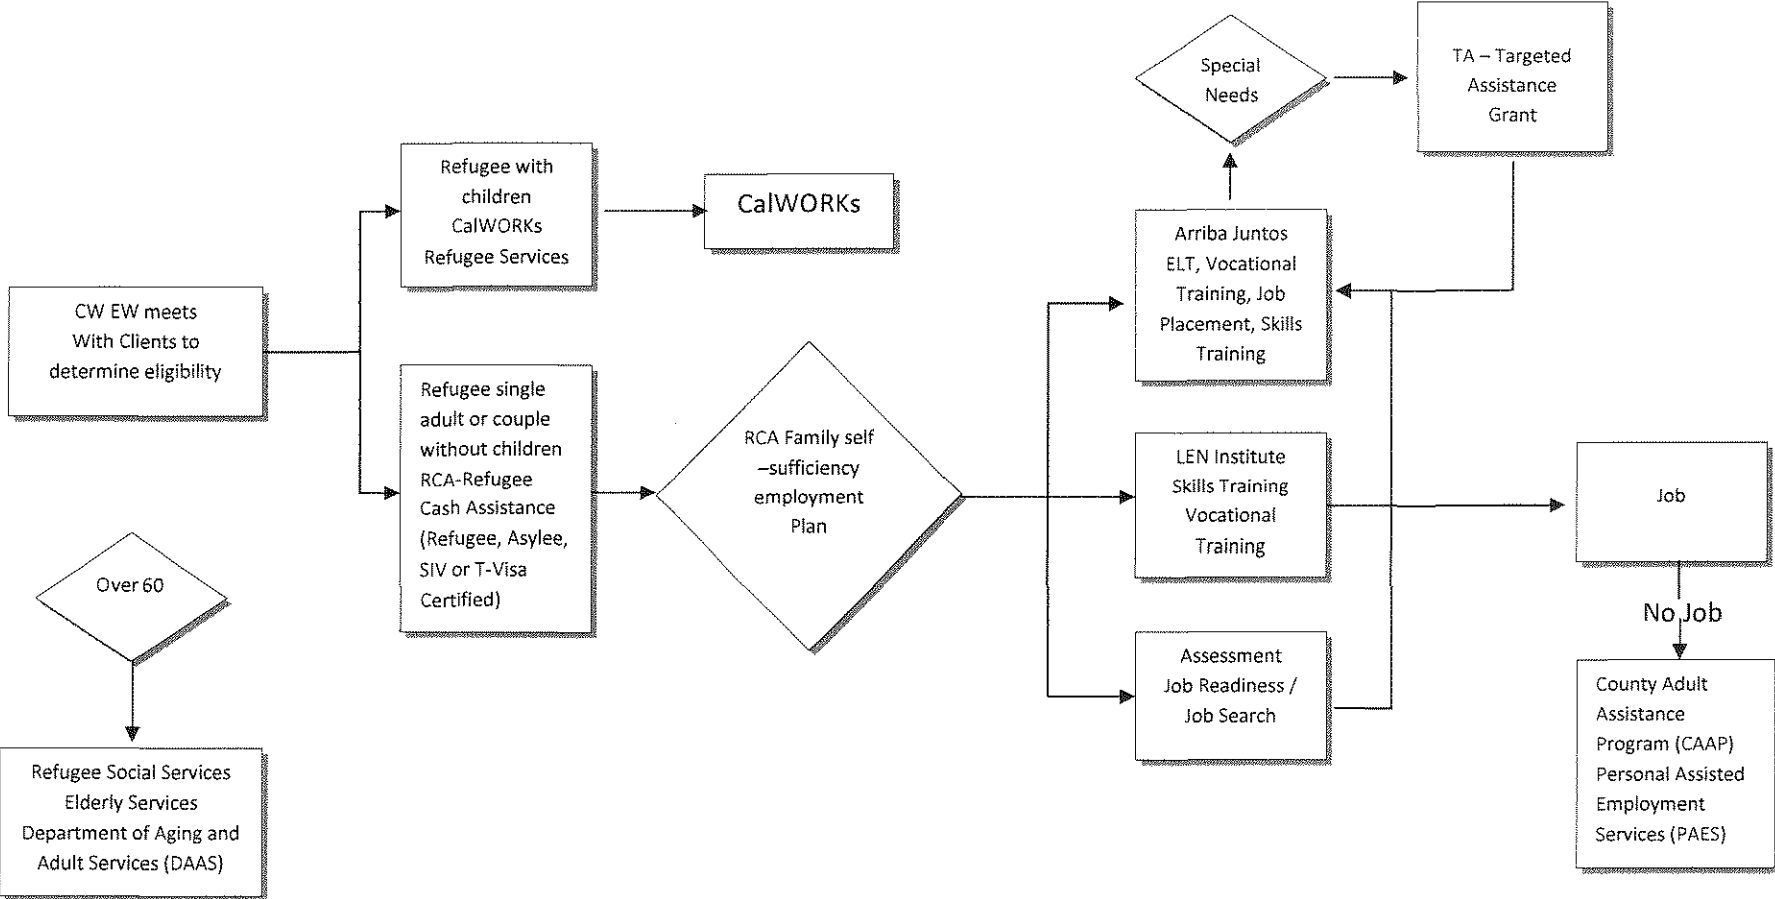 CW EW meets
With Clients to
determine eligibility
Over 60
Refugee Social Services
Elderly Services
Department of Aging and
Adult Services (DAAS)
Refugee with
children
CalWORKs
Refugee Services
CalWORKs
Refugee single
adult or couple
without children
RCA-Refugee
Cash Assistance
(Refugee, Asylee,
SIV or T-Visa
Certified)
RCA Family self
–sufficiency
employment
Plan
Special
Needs
TA – Targeted
Assistance
Grant
Arriba Juntos
ELT, Vocational
Training, Job
Placement, Skills
Training
LEN Institute
Skills Training
Vocational
Training
Assessment
Job Readiness /
Job Search
Job
No Job
County Adult
Assistance
Program (CAAP)
Personal Assisted
Employment
Services (PAES)